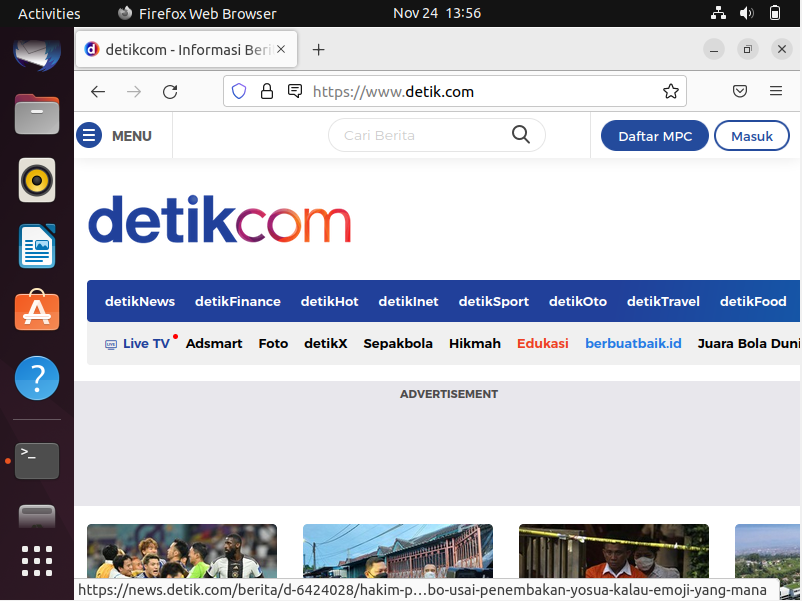 Activities
Firefox Web Browser
Nov 24 13:56
detikcom - Informasi Beri
https://www.detik.com
MENU
Cari Berita
Daftar MPC
Masuk
detikcom
detikNews detikFinance detikHot detikInet detikSport detikOto detikTravel detikFood
LIVE Live TV Adsmart Foto detikX Sepakbola Hikmah Edukasi berbuatbaik.id Juara Bola Duni
ADVERTISEMENT
https://news.detik.com/berita/d-6424028/hakim-p…bo-usai-penembakan-yosua-kalau-emoji-yang-mana